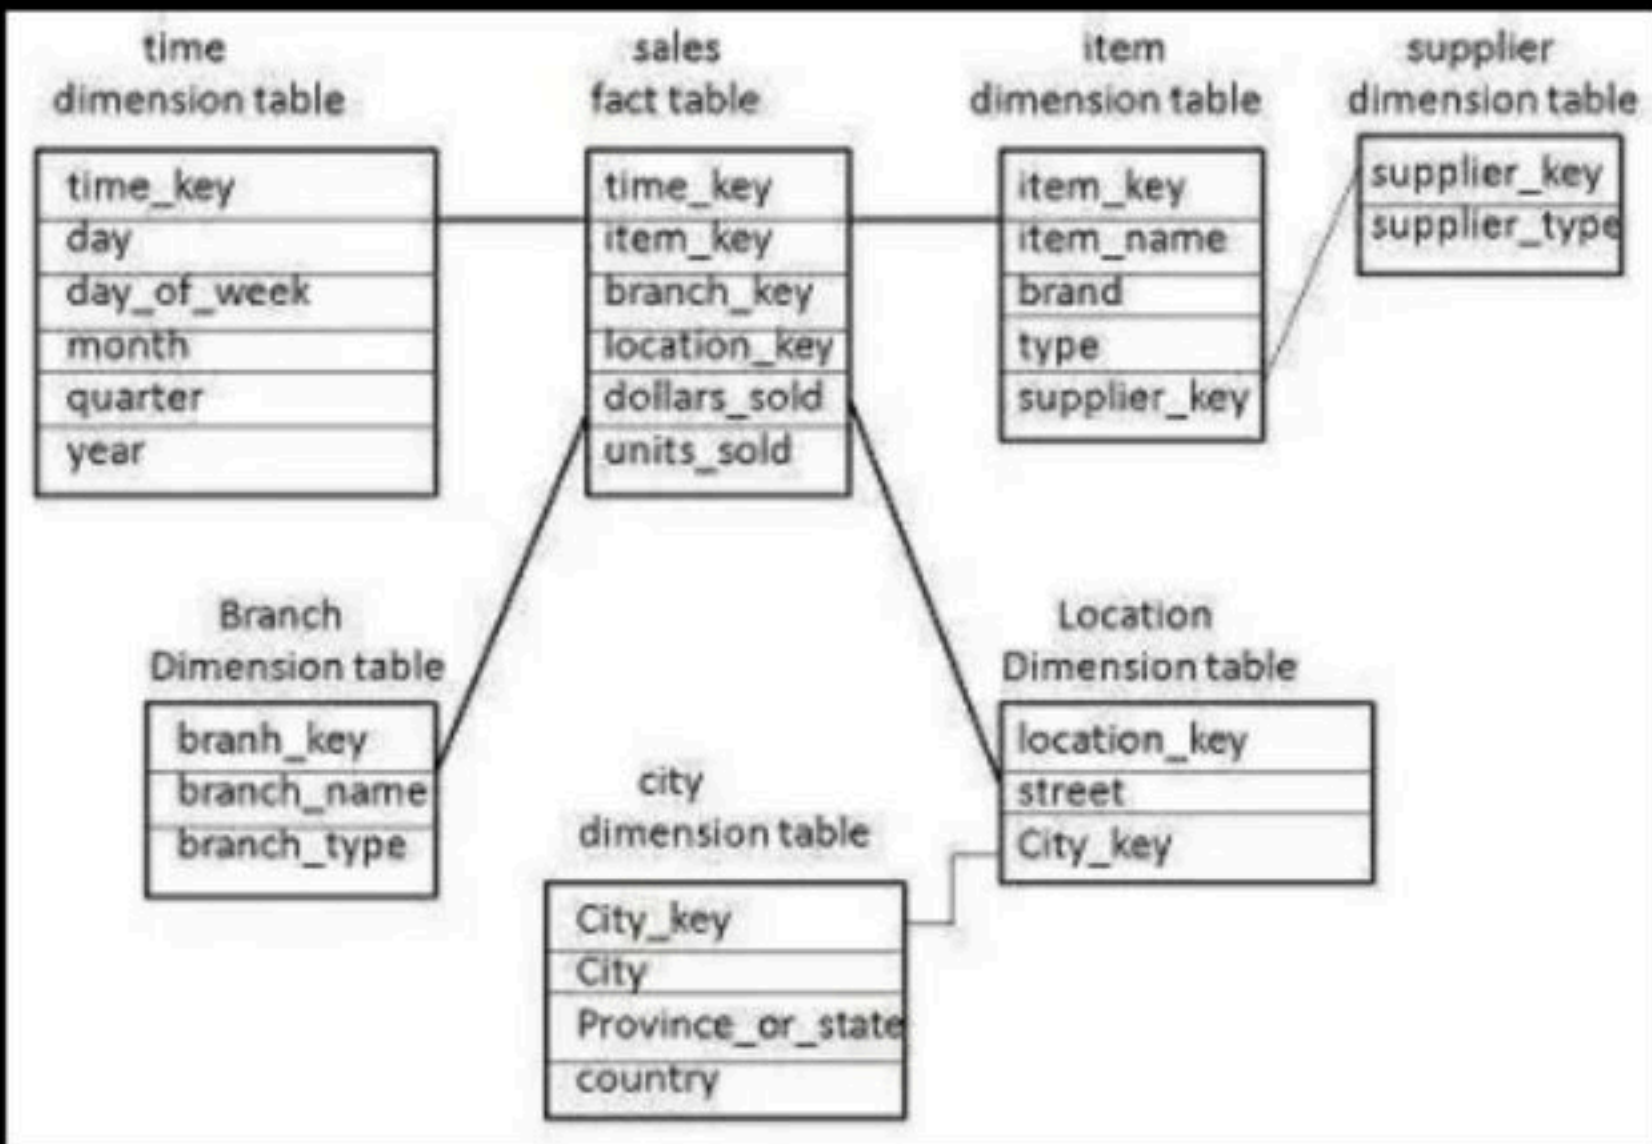 time
dimension table
time_key
day
day_of_week
month
quarter
year
sales
fact table
time_key
item_key
branch_key
location_key
dollars_sold
units_sold
item
dimension table
item_key
item_name
brand
type
supplier_key
supplier
dimension table
supplier_key
supplier_type
Branch
Dimension table
branh_key
branch_name
branch_type
city
dimension table
City_key
City
Province_or_state
country
Location
Dimension table
location_key
street
City_key